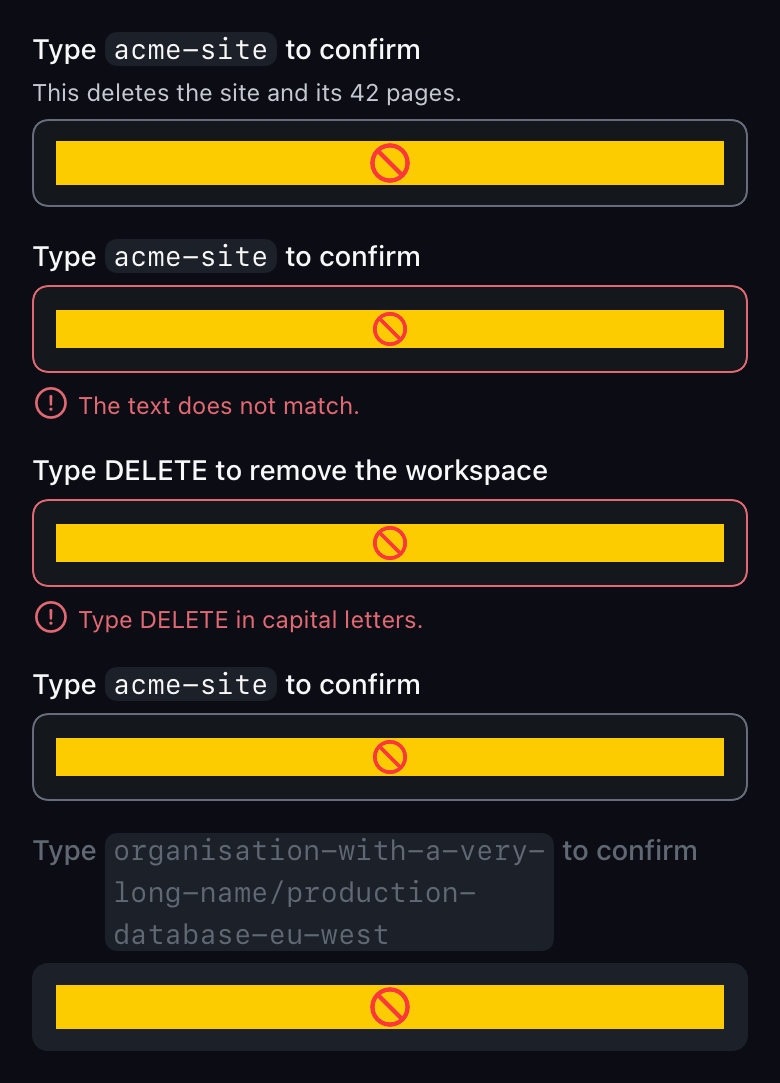 Type acme-site to confirm
This deletes the site and its 42 pages.
Type acme-site to confirm
The text does not match.
Type DELETE to remove the workspace
Type DELETE in capital letters.
Type acme-site to confirm
Type organisation-with-a-very- to confirm
long-name/production-
database-eu-west